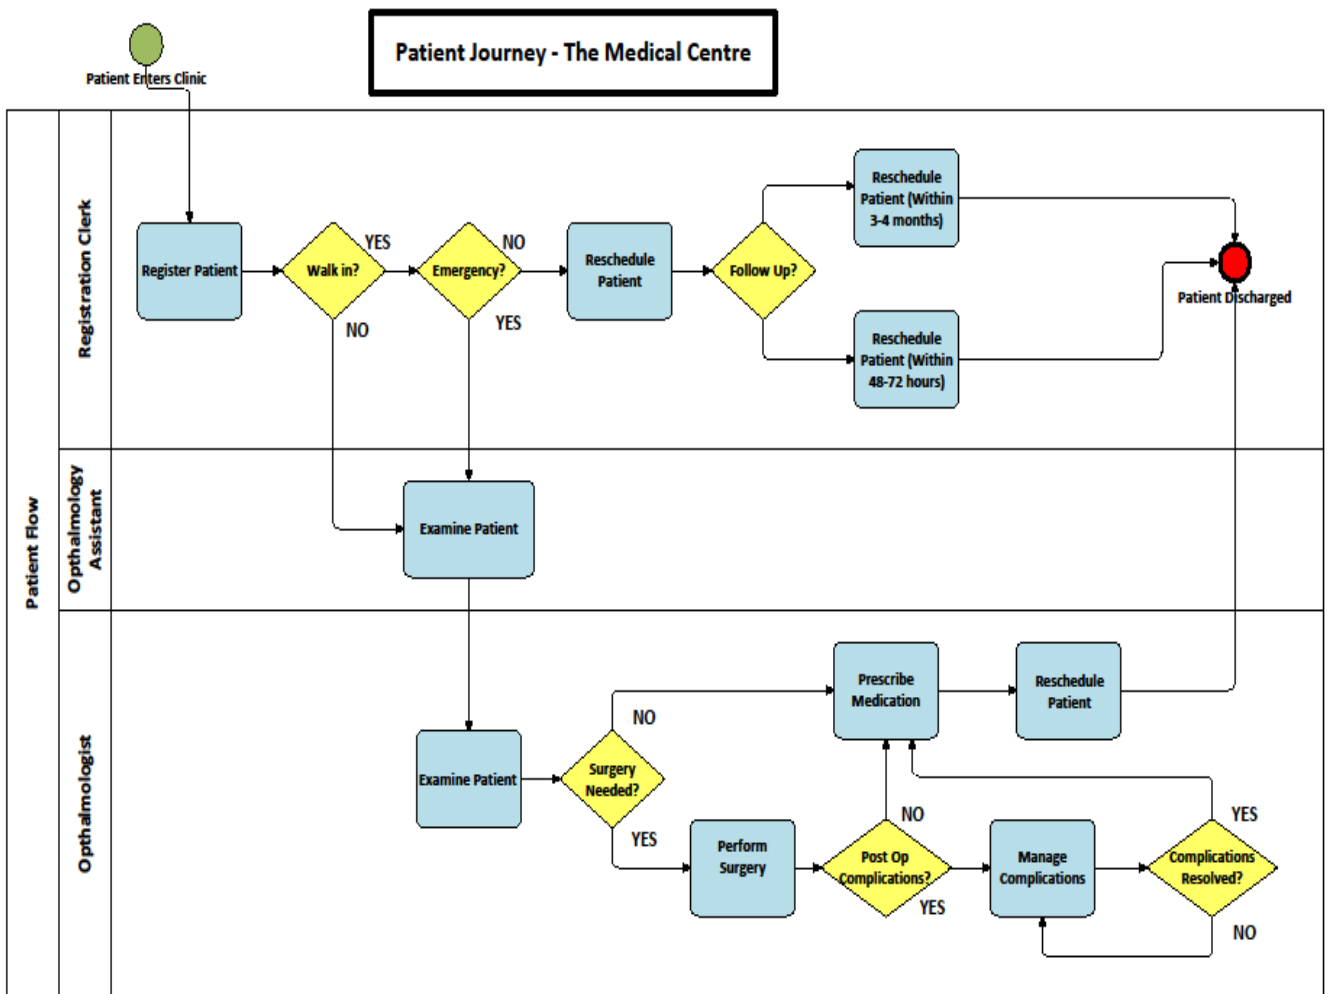 Patient Journey - The Medical Centre
Patient Enters Clinic
Patient Flow
Registration Clerk
Register Patient
Walk in?
YES
NO
Emergency?
NO
YES
Reschedule
Patient
Follow Up?
Reschedule
Patient (Within
3-4 months)
Reschedule
Patient (Within
48-72 hours)
Patient Discharged
Opthalmology
Assistant
Examine Patient
Opthalmologist
Examine Patient
Surgery
Needed?
NO
YES
Prescribe
Medication
Reschedule
Patient
Perform
Surgery
Post Op
Complications?
NO
YES
Manage
Complications
Complications
Resolved?
YES
NO